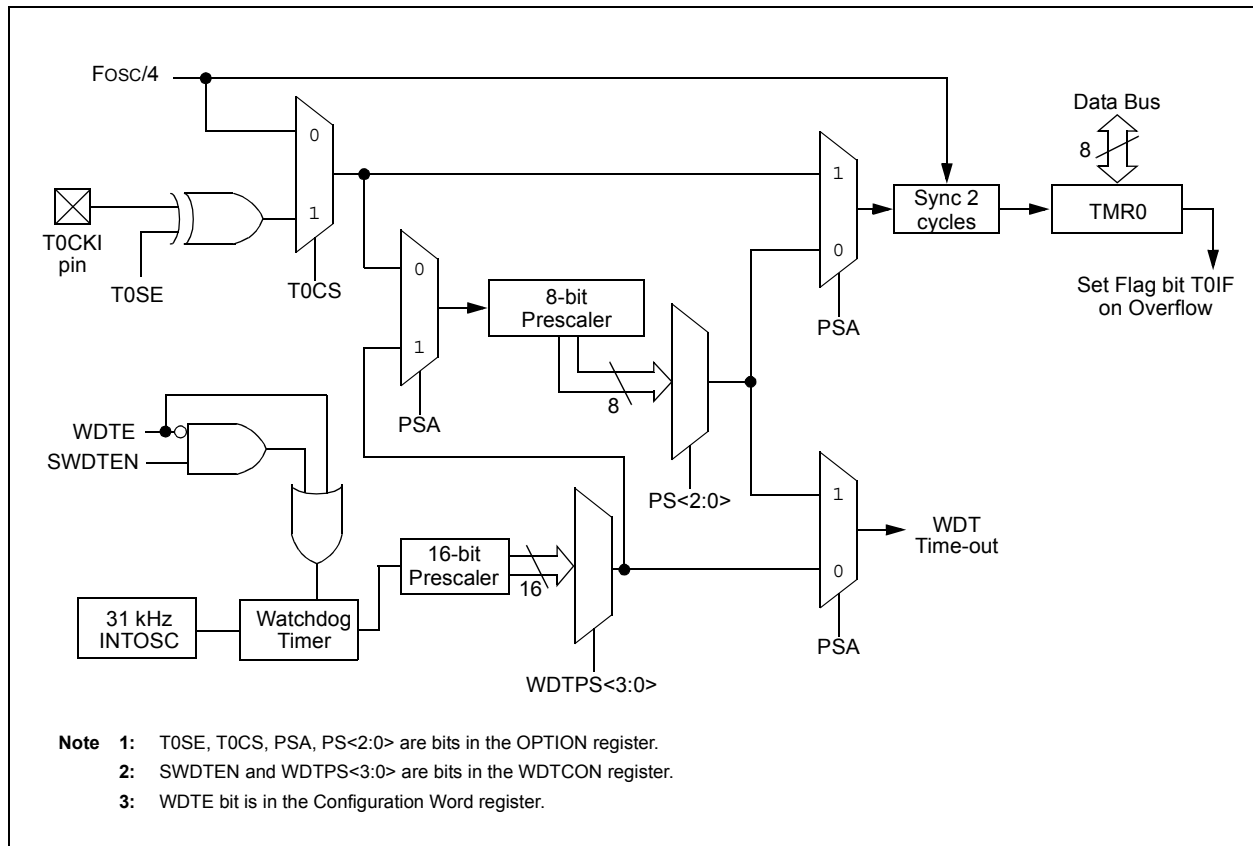 FOSC/4
Data Bus
0
8
1
1
Sync 2
cycles
TMR0
T0CKI
pin
T0SE
T0CS
0
0
8-bit
Prescaler
Set Flag bit T0IF
on Overflow
PSA
1
8
WDTE
PSA
SWDTEN
PS<2:0>
1
WDT
Time-out
16-bit
Prescaler
16
0
31 kHz
INTOSC
Watchdog
Timer
PSA
WDTPS<3:0>
Note 1: T0SE, T0CS, PSA, PS<2:0> are bits in the OPTION register.
2: SWDTEN and WDTPS<3:0> are bits in the WDTCON register.
3: WDTE bit is in the Configuration Word register.